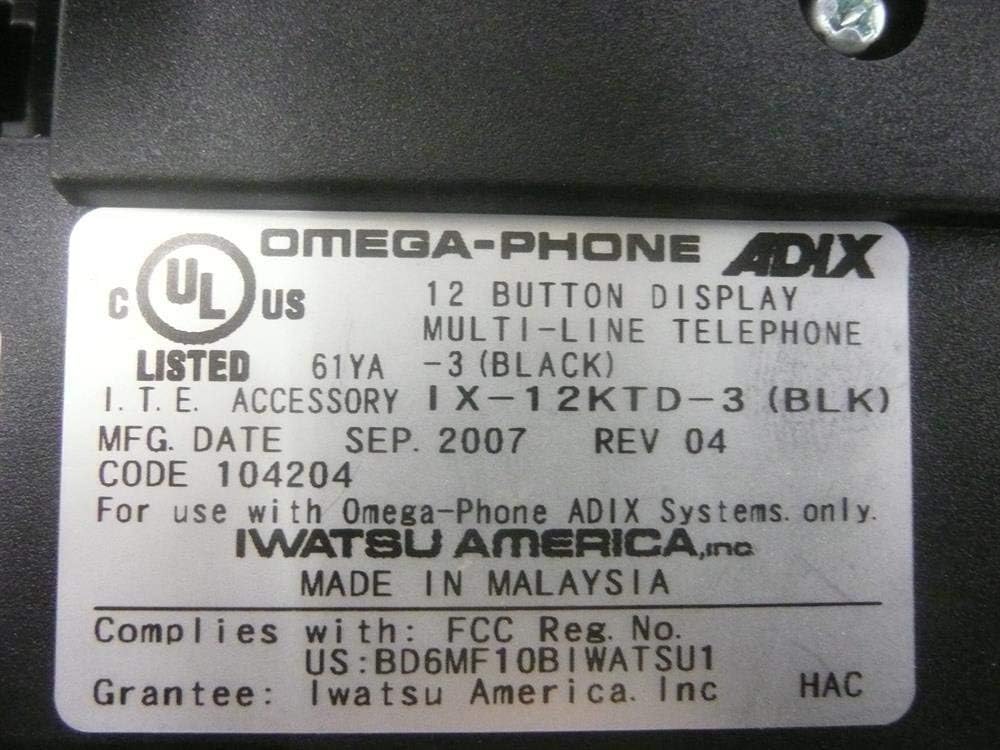 OMEGA-PHONE ADIX
C UL US
12 BUTTON DISPLAY
MULTI-LINE TELEPHONE
LISTED 61YA -3 (BLACK)
I.T.E. ACCESSORY IX-12KTD-3 (BLK)
MFG. DATE SEP. 2007 REV 04
CODE 104204
For use with Omega-Phone ADIX Systems. only.
IWATSU AMERICA,inc
MADE IN MALAYSIA
Complies with: FCC Reg. No.
US:BD6MF10BIWATSU1
Grantee: Iwatsu America. Inc HAC